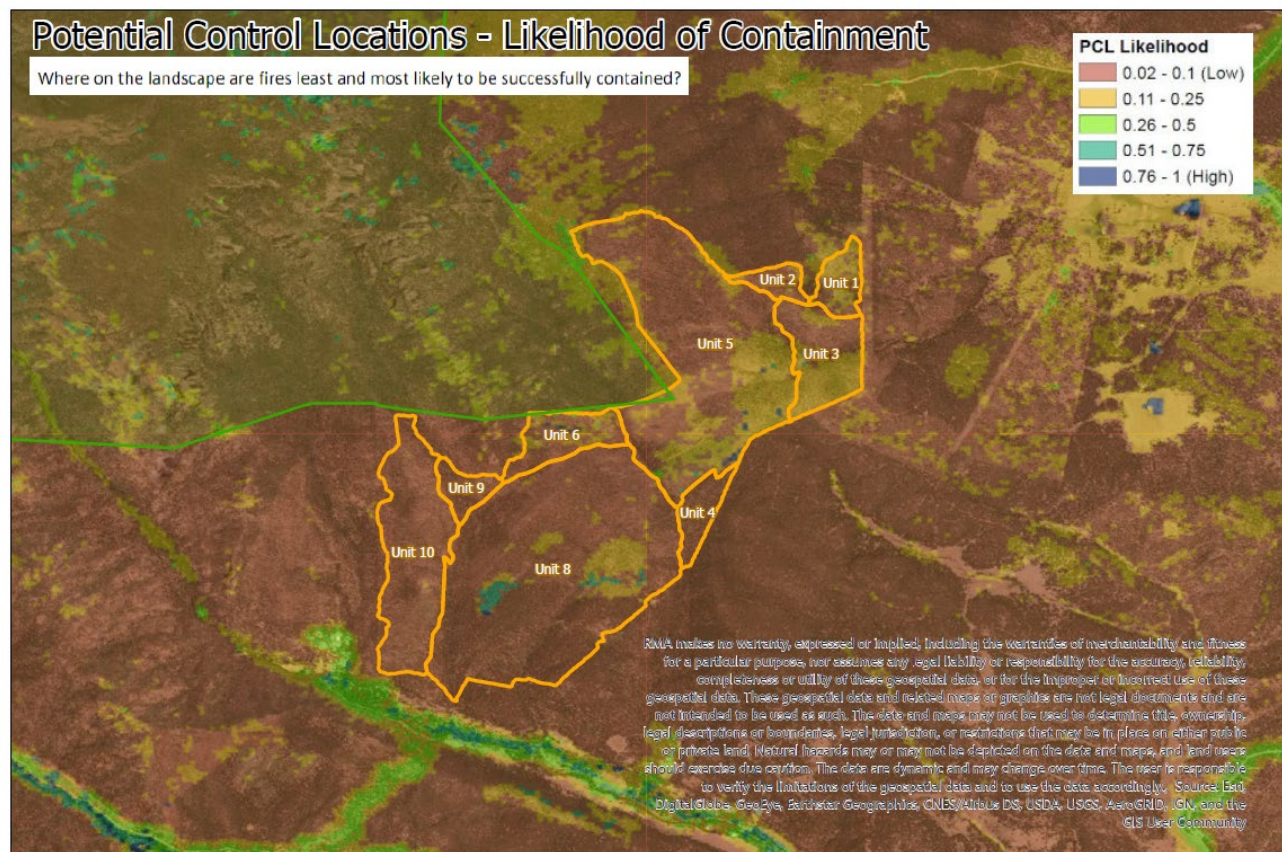 Potential Control Locations - Likelihood of Containment
Where on the landscape are fires least and most likely to be successfully contained?
PCL Likelihood
0.02 - 0.1 (Low)
0.11 - 0.25
0.26 - 0.5
0.51 - 0.75
0.76 - 1 (High)
Unit 2
Unit 1
Unit 5
Unit 3
Unit 6
Unit 9
Unit 4
Unit 10
Unit 8
RMA makes no warranty, expressed or implied, including the warranties of merchantability and fitness
for a particular purpose, nor assumes any legal liability or responsibility for the accuracy, reliability,
completeness or utility of these geospatial data, or for the improper or incorrect use of these
geospatial data. These geospatial data and related maps or graphics are not legal documents and are
not intended to be used as such. The data and maps may not be used to determine title, ownership,
legal descriptions or boundaries, legal jurisdiction, or restrictions that may be in place on either public
or private land. Natural hazards may or may not be depicted on the data and maps, and land users
should exercise due caution. The data are dynamic and may change over time. The user is responsible
to verify the limitations of the geospatial data and to use the data accordingly. Source: Esri,
DigitalGlobe, GeoEye, Earthstar Geographics, CNES/Airbus DS, USDA, USGS, AeroGRID, IGN, and the
GIS User Community